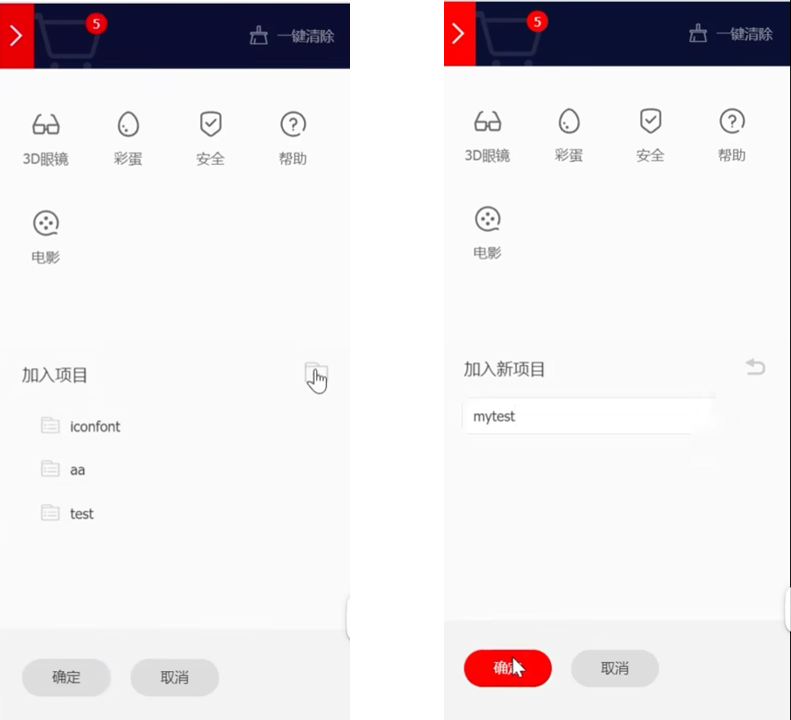 5
一键清除
3D眼镜 彩蛋 安全 帮助
电影
加入项目
iconfont
aa
test
确定 取消
5
一键清除
3D眼镜 彩蛋 安全 帮助
电影
加入新项目
mytest
确 取消